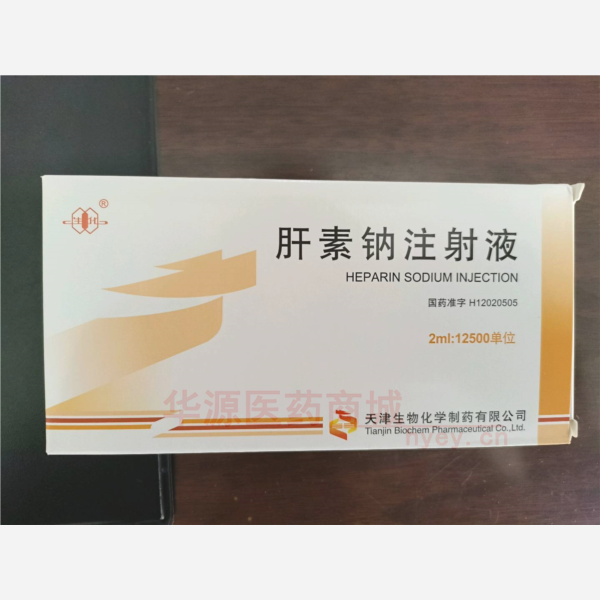 生化®
肝素钠注射液
HEPARIN SODIUM INJECTION
国药准字 H12020505
2ml:12500单位
华源医药商城
天津生物化学制药有限公司
Tianjin Biochem Pharmaceutical Co.,Ltd.
hyey.cn